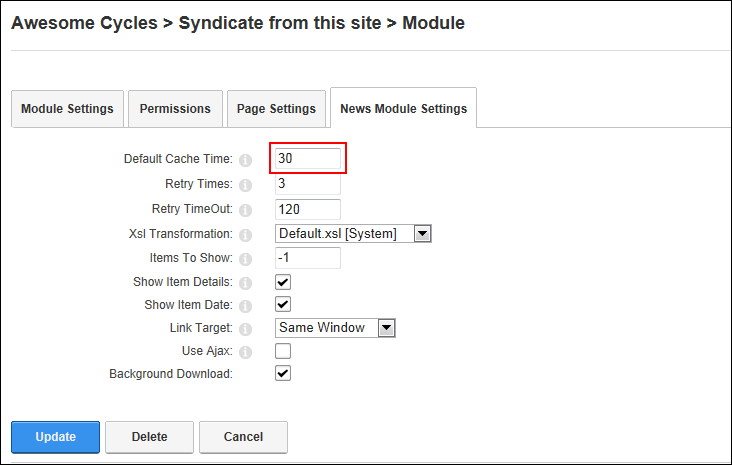 Awesome Cycles > Syndicate from this site > Module
Module Settings
Permissions
Page Settings
News Module Settings
Default Cache Time: 30
Retry Times: 3
Retry TimeOut: 120
Xsl Transformation: Default.xsl [System]
Items To Show: -1
Show Item Details:
Show Item Date:
Link Target: Same Window
Use Ajax:
Background Download:
Update
Delete
Cancel